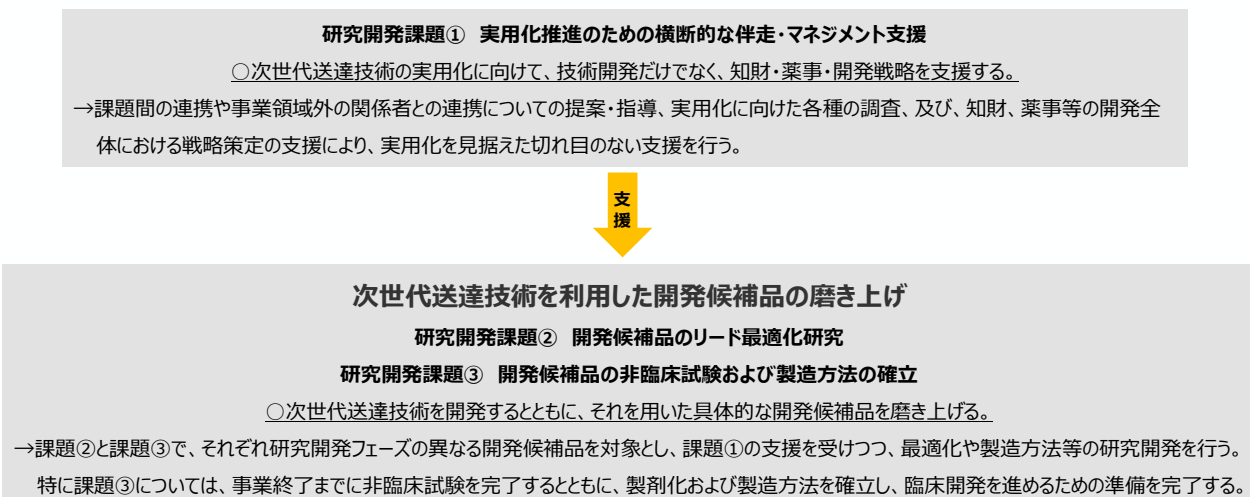 研究開発課題① 実用化推進のための横断的な伴走・マネジメント支援
○次世代送達技術の実用化に向けて、技術開発だけでなく、知財・薬事・開発戦略を支援する。
→課題間の連携や事業領域外の関係者との連携についての提案・指導、実用化に向けた各種の調査、及び、知財、薬事等の開発全
体における戦略策定の支援により、実用化を見据えた切れ目のない支援を行う。
支
援
次世代送達技術を利用した開発候補品の磨き上げ
研究開発課題② 開発候補品のリード最適化研究
研究開発課題③ 開発候補品の非臨床試験および製造方法の確立
○次世代送達技術を開発するとともに、それを用いた具体的な開発候補品を磨き上げる。
→課題②と課題③で、それぞれ研究開発フェーズの異なる開発候補品を対象とし、課題①の支援を受けつつ、最適化や製造方法等の研究開発を行う。
特に課題③については、事業終了までに非臨床試験を完了するとともに、製剤化および製造方法を確立し、臨床開発を進めるための準備を完了する。